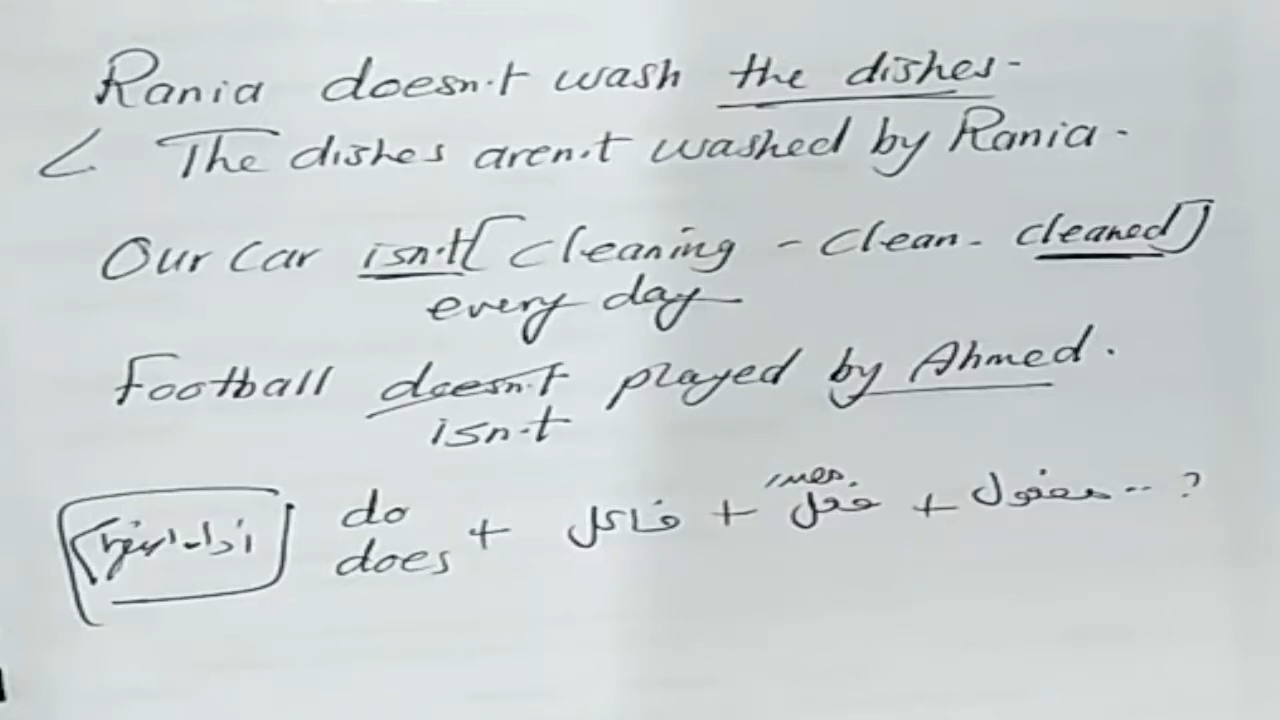 Rania doesn't wash the dishes.
The dishes aren't washed by Rania.
Our car isn't [cleaning - clean - cleaned]
every day
Football doesn't played by Ahmed.
isn't
do
أداة استفهام + فاعل + فعل + مفعول .. ?
does